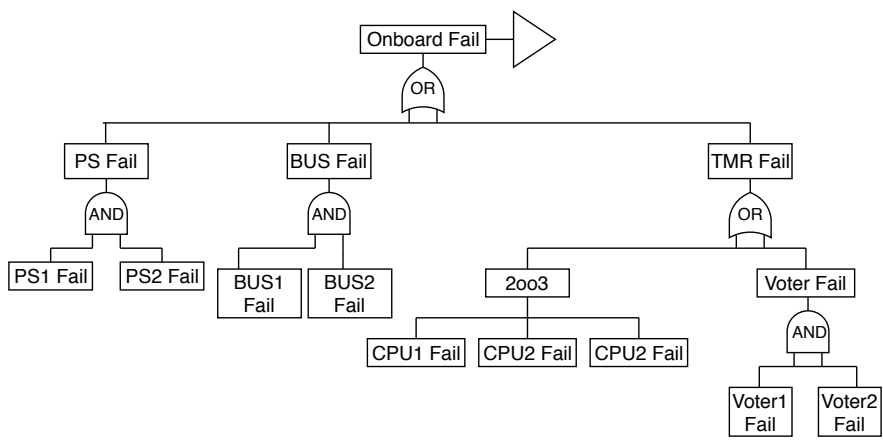 Onboard Fail
OR
PS Fail
BUS Fail
TMR Fail
AND
AND
OR
PS1 Fail
PS2 Fail
BUS1
Fail
BUS2
Fail
2oo3
Voter Fail
AND
CPU1 Fail
CPU2 Fail
CPU2 Fail
Voter1
Fail
Voter2
Fail